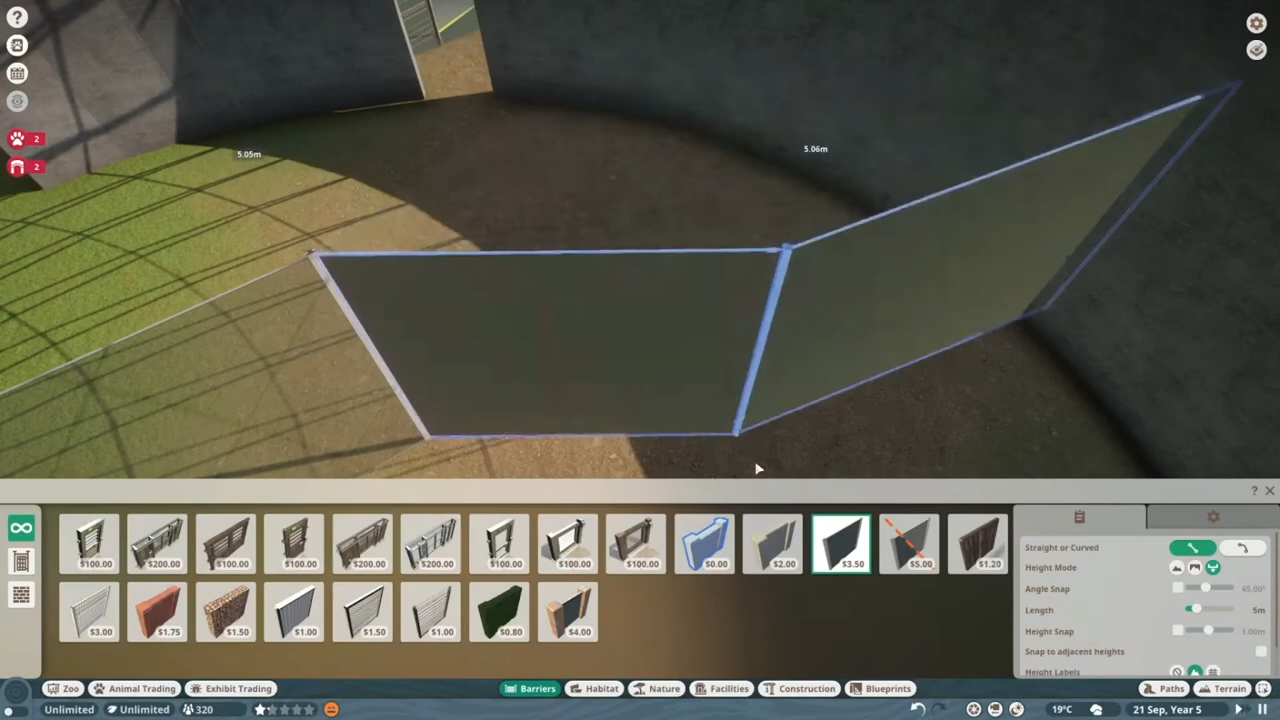 ?
2
2
5.05m
5.06m
?
$100.00
$200.00
$100.00
$100.00
$200.00
$200.00
$100.00
$100.00
$100.00
$0.00
$2.00
$3.50
$5.00
$1.20
$3.00
$1.75
$1.50
$1.00
$1.50
$1.00
$0.80
$4.00
Straight or Curved
Height Mode
Angle Snap 45.00°
Length 5m
Height Snap 1.00m
Snap to adjacent heights
Height Labels
Zoo Animal Trading Exhibit Trading Barriers Habitat Nature Facilities Construction Blueprints Paths Terrain
Unlimited Unlimited 320 19°C 21 Sep, Year 5